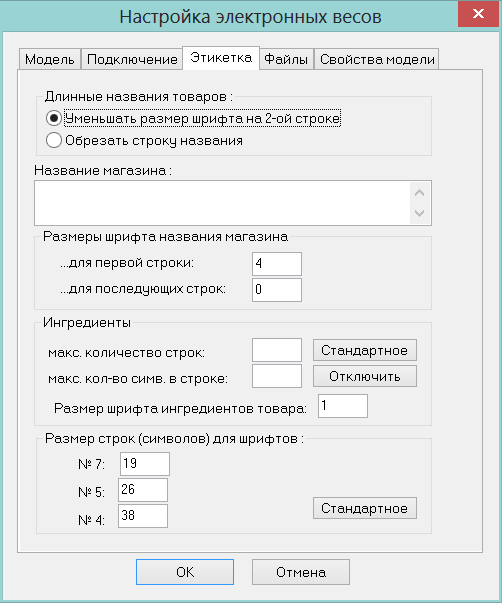 Настройка электронных весов
Модель Подключение Этикетка Файлы Свойства модели
Длинные названия товаров :
Уменьшать размер шрифта на 2-ой строке
Обрезать строку названия
Название магазина :
Размеры шрифта названия магазина
...для первой строки: 4
...для последующих строк: 0
Ингредиенты
макс. количество строк: Стандартное
макс. кол-во симв. в строке: Отключить
Размер шрифта ингредиентов товара: 1
Размер строк (символов) для шрифтов :
№ 7: 19
№ 5: 26
№ 4: 38 Стандартное
OK Отмена